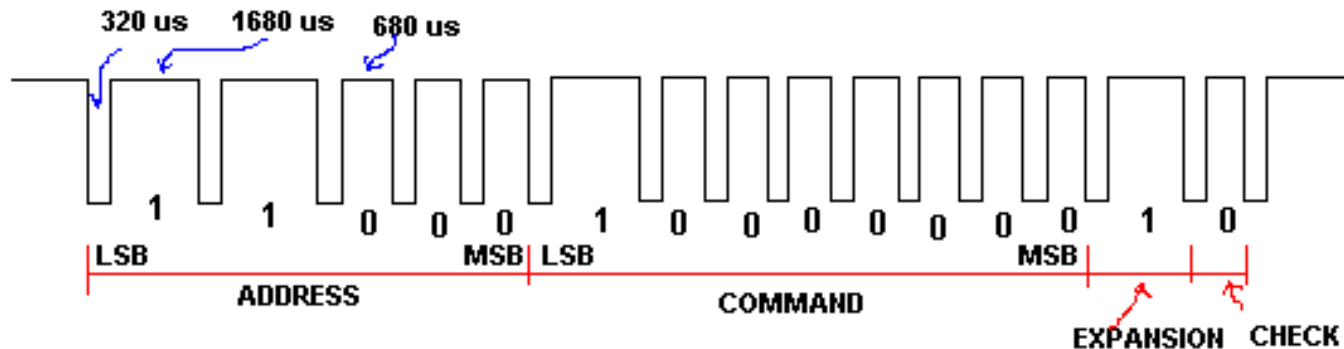 320 us 1680 us 680 us
1 1 0 0 0 1 0 0 0 0 0 0 0 1 0
LSB MSB LSB MSB
ADDRESS COMMAND
EXPANSION CHECK